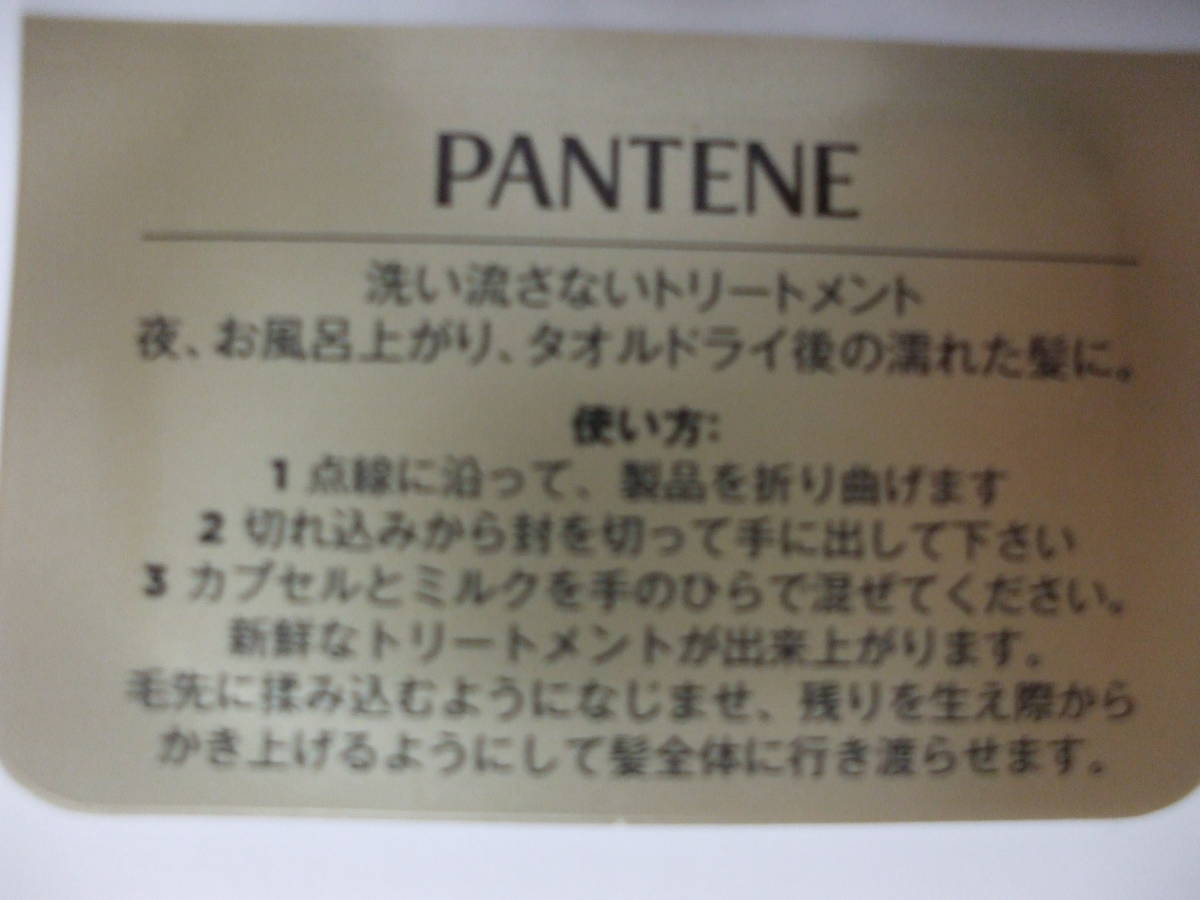 PANTENE
洗い流さないトリートメント
夜、お風呂上がり、タオルドライ後の濡れた髪に。
使い方:
1 点線に沿って、製品を折り曲げます
2 切れ込みから封を切って手に出して下さい
3 カプセルとミルクを手のひらで混ぜてください。
新鮮なトリートメントが出来上がります。
毛先に揉み込むようになじませ、残りを生え際から
かき上げるようにして髪全体に行き渡らせます。